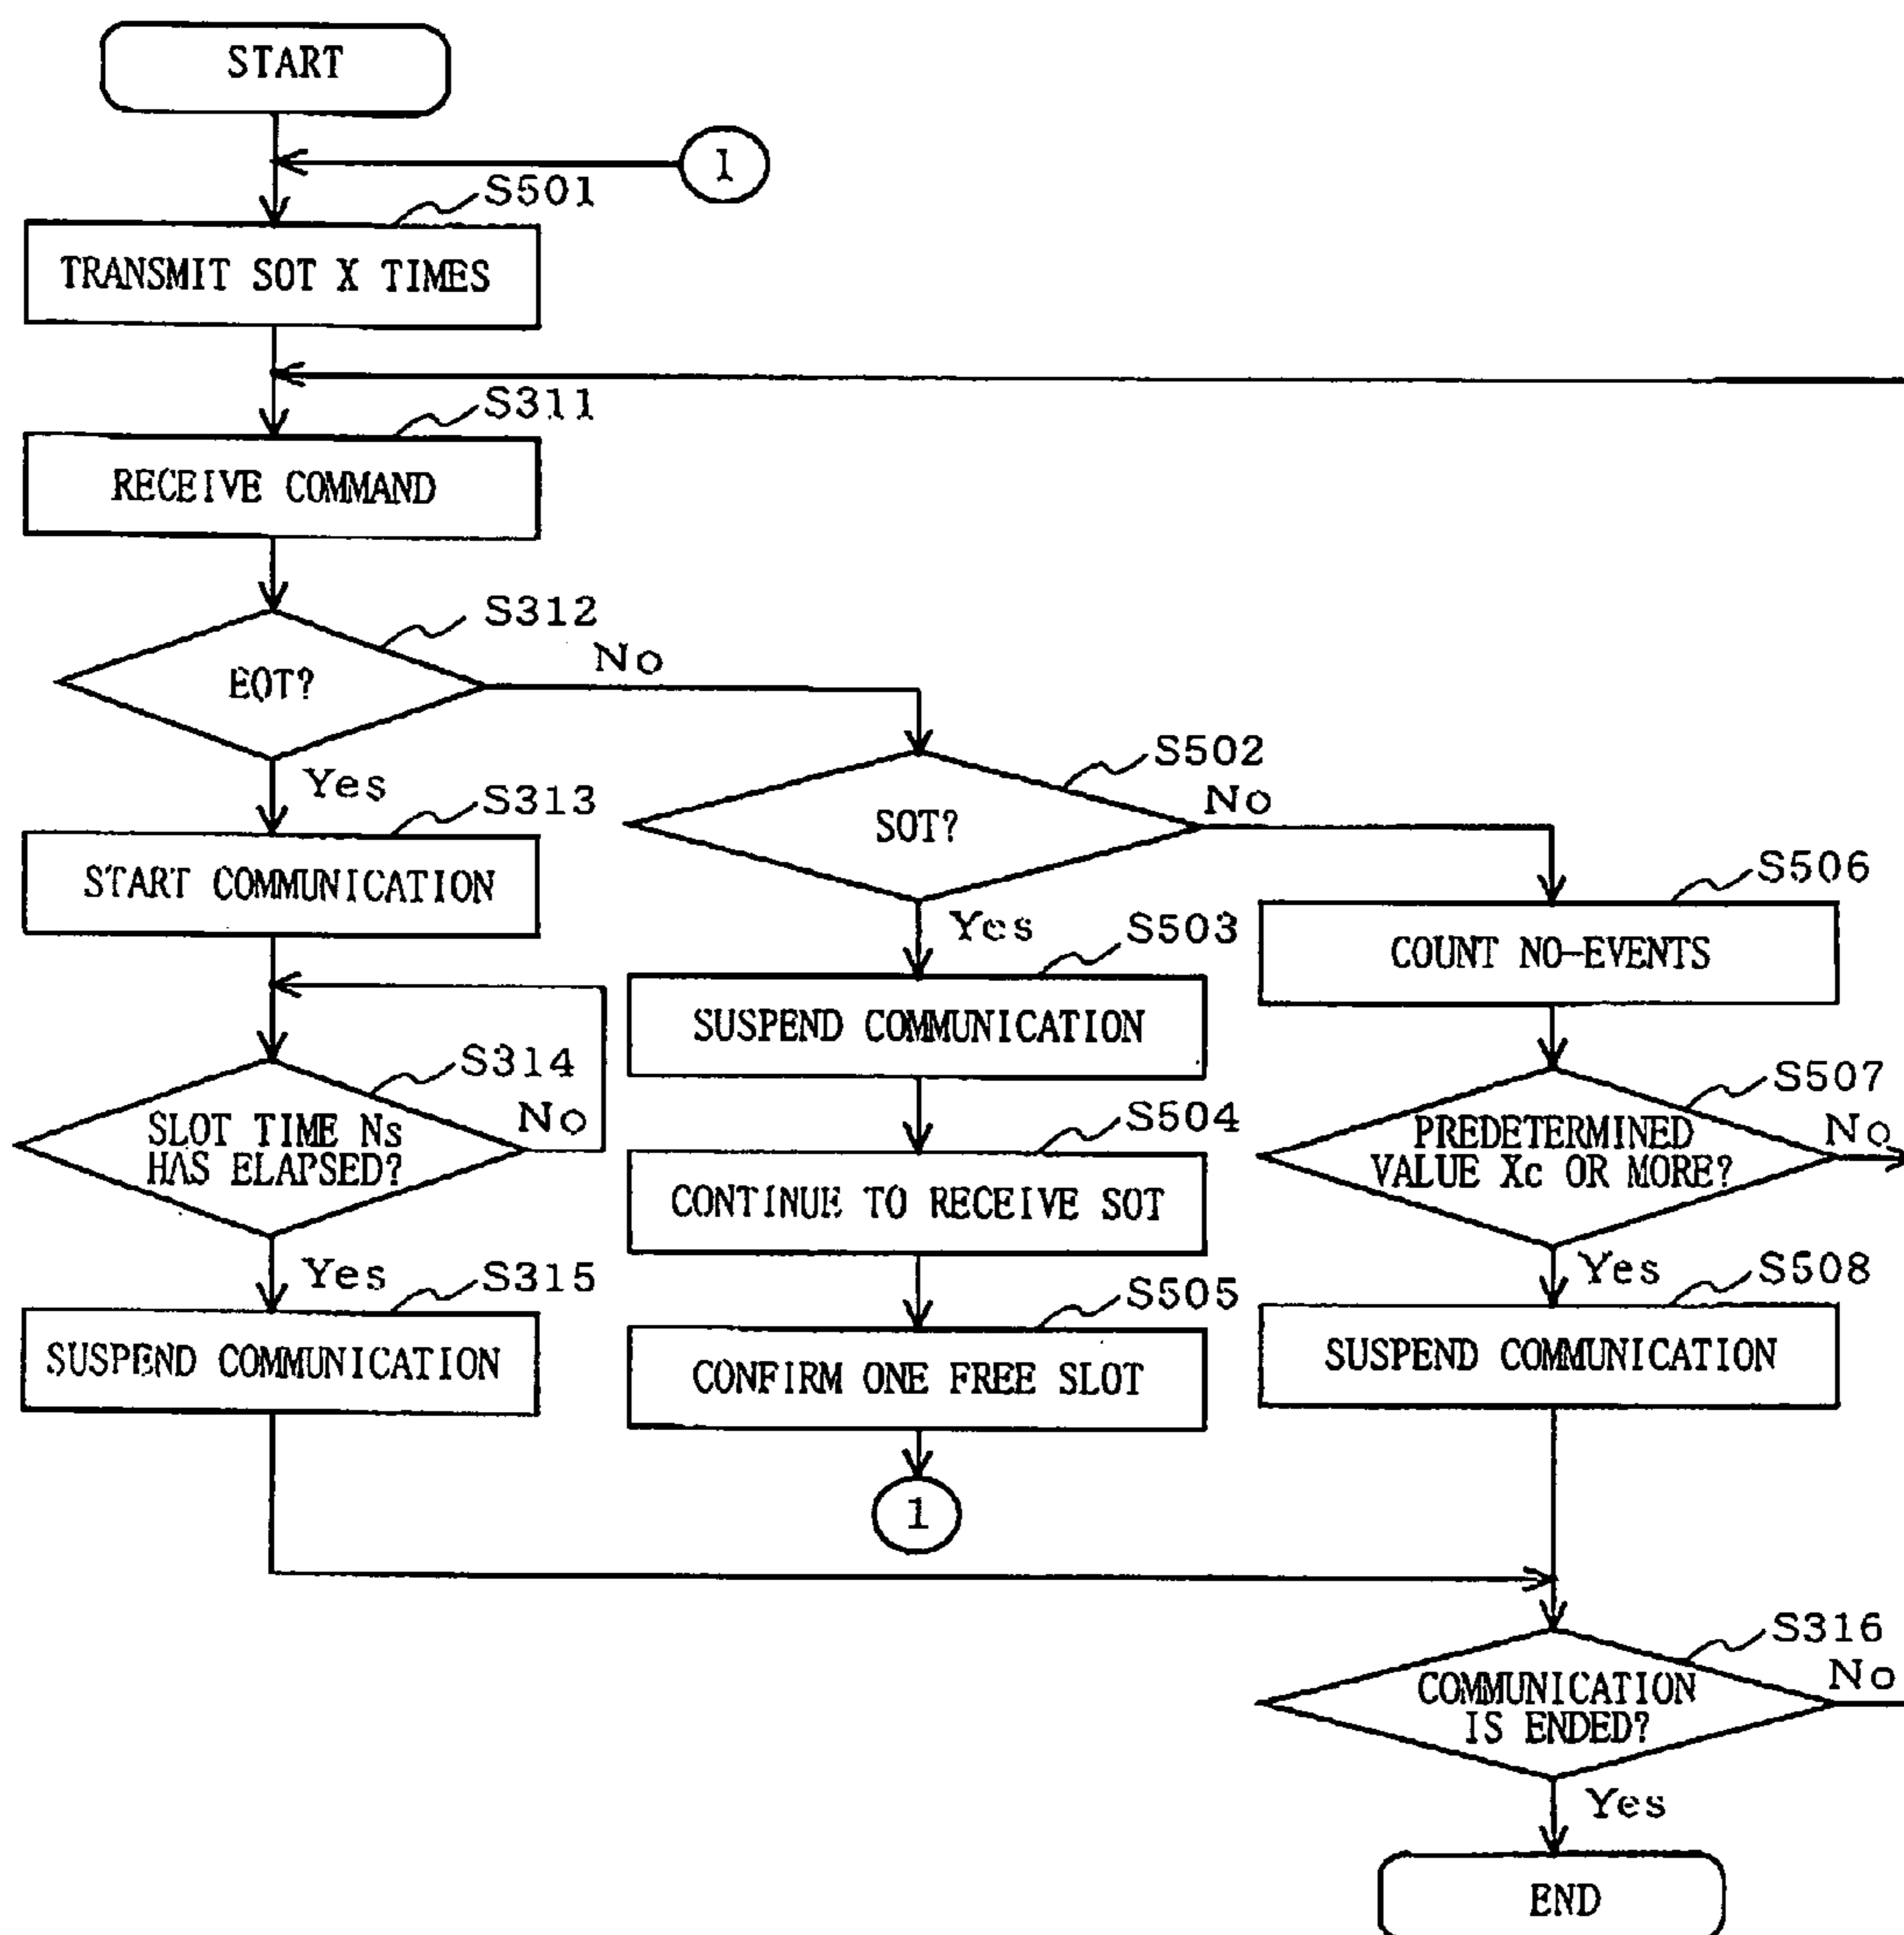 START
1
S501
TRANSMIT SOT X TIMES
S311
RECEIVE COMMAND
S312
EOT?
No
Yes
S313
START COMMUNICATION
S314
SLOT TIME Ns
HAS ELAPSED?
No
Yes
S315
SUSPEND COMMUNICATION
S502
SOT?
No
Yes
S503
SUSPEND COMMUNICATION
S504
CONTINUE TO RECEIVE SOT
S505
CONFIRM ONE FREE SLOT
1
S506
COUNT NO-EVENTS
S507
PREDETERMINED
VALUE Xc OR MORE?
No
Yes
S508
SUSPEND COMMUNICATION
S316
COMMUNICATION
IS ENDED?
No
Yes
END